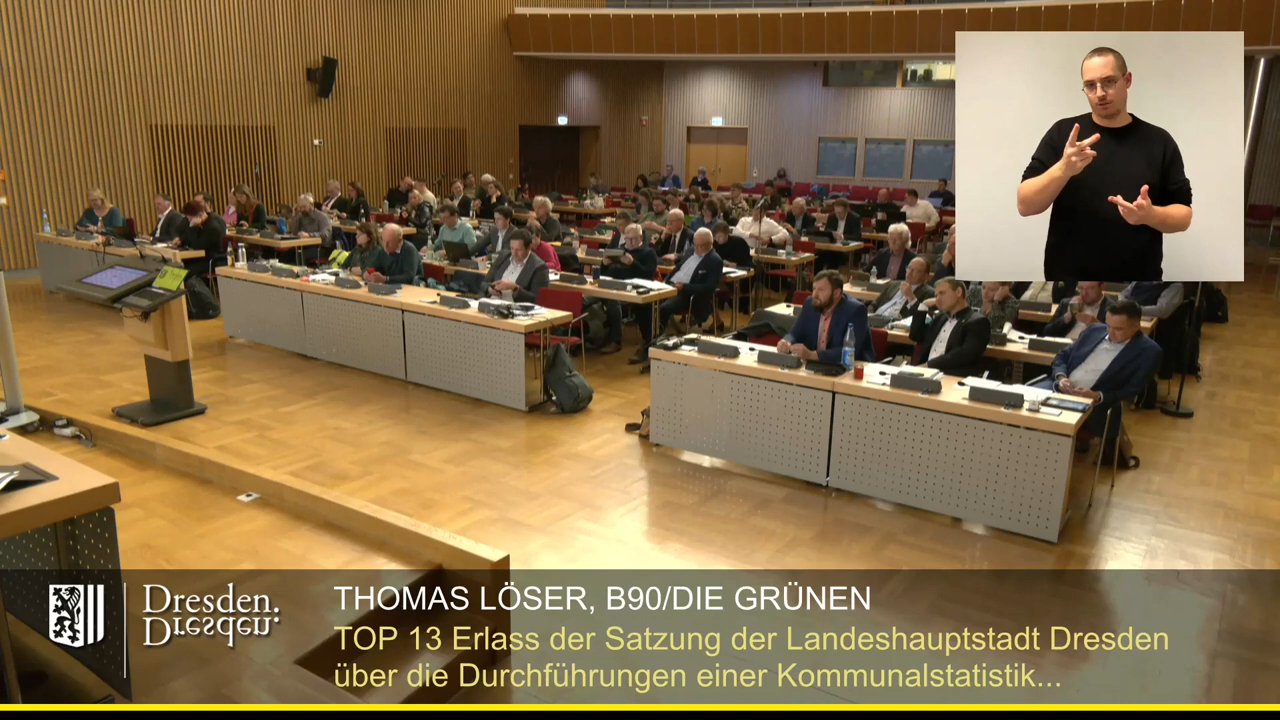 Dresden.
Dresden.
THOMAS LÖSER, B90/DIE GRÜNEN
TOP 13 Erlass der Satzung der Landeshauptstadt Dresden
über die Durchführungen einer Kommunalstatistik...